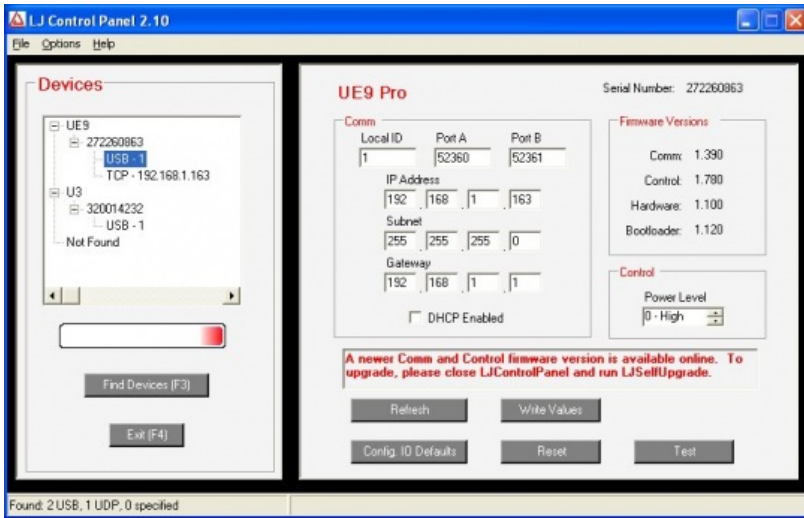 LJ Control Panel 2.10
File Options Help
Devices
UE9
272260863
USB - 1
TCP - 192.168.1.163
U3
320014232
USB - 1
Not Found
Find Devices (F3)
Exit (F4)
UE9 Pro
Serial Number: 272260863
Comm
Local ID Port A Port B
1 52360 52361
IP Address
192 . 168 . 1 . 163
Subnet
255 . 255 . 255 . 0
Gateway
192 . 168 . 1 . 1
DHCP Enabled
Firmware Versions
Comm: 1.390
Control: 1.780
Hardware: 1.100
Bootloader: 1.120
Control
Power Level
0 - High
A newer Comm and Control firmware version is available online. To
upgrade, please close LJControlPanel and run LJSelfUpgrade.
Refresh Write Values
Config. IO Defaults Reset Test
Found: 2 USB, 1 UDP, 0 specified